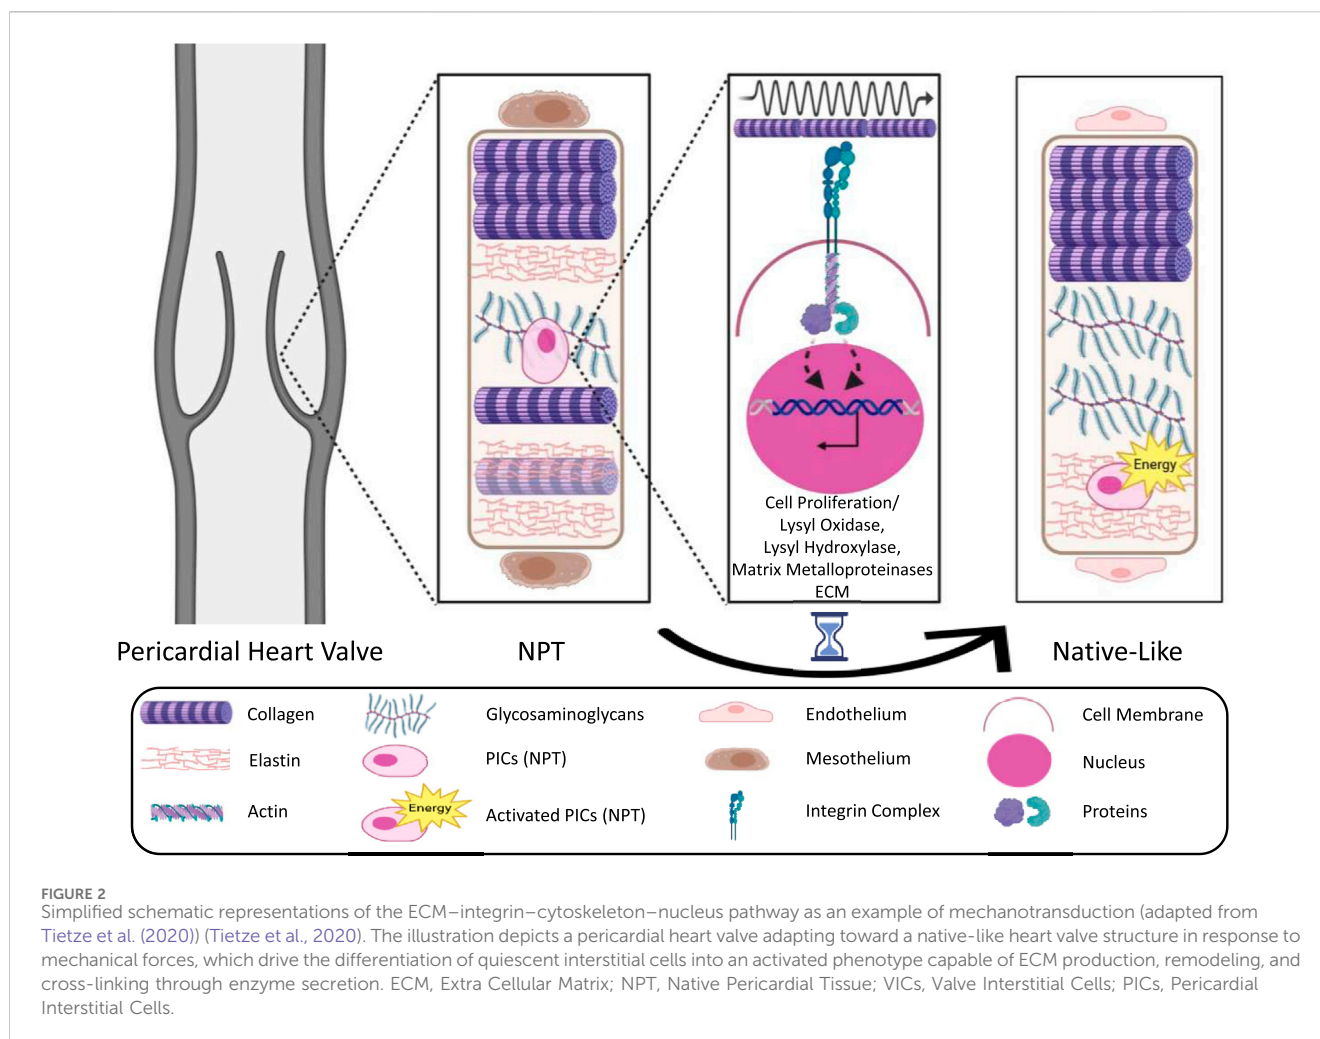 Cell Proliferation/
Lysyl Oxidase,
Lysyl Hydroxylase,
Matrix Metalloproteinases
ECM
Energy
Pericardial Heart Valve
NPT
Native-Like
Collagen
Glycosaminoglycans
Endothelium
Cell Membrane
Elastin
PICs (NPT)
Mesothelium
Nucleus
Actin
Energy
Activated PICs (NPT)
Integrin Complex
Proteins
FIGURE 2
Simplified schematic representations of the ECM–integrin–cytoskeleton–nucleus pathway as an example of mechanotransduction (adapted from
Tietze et al. (2020)) (Tietze et al., 2020). The illustration depicts a pericardial heart valve adapting toward a native-like heart valve structure in response to
mechanical forces, which drive the differentiation of quiescent interstitial cells into an activated phenotype capable of ECM production, remodeling, and
cross-linking through enzyme secretion. ECM, Extra Cellular Matrix; NPT, Native Pericardial Tissue; VICs, Valve Interstitial Cells; PICs, Pericardial
Interstitial Cells.